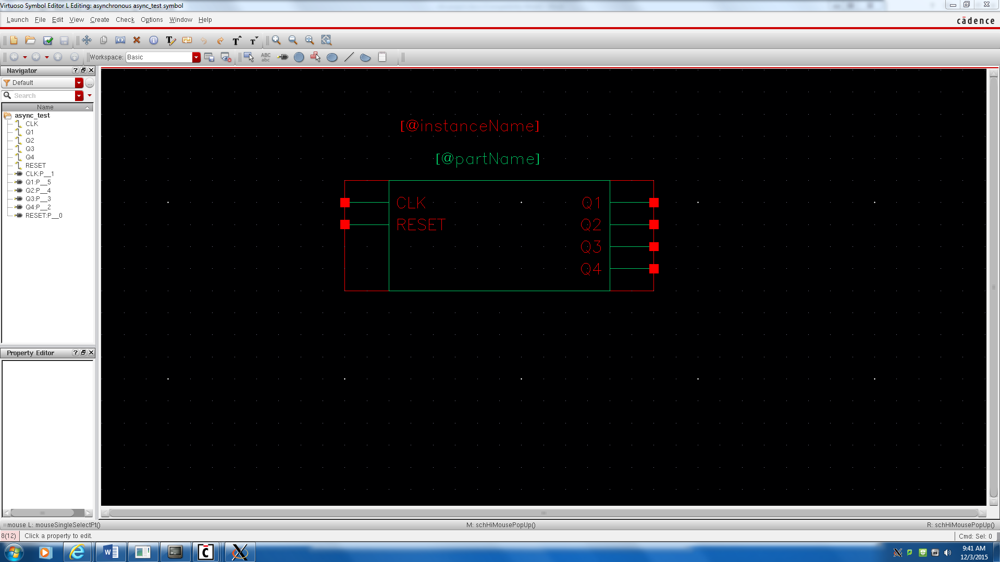 Virtuoso Symbol Editor L Editing: asynchronous async_test symbol
Launch File Edit View Create Check Options Window Help
cādence
Workspace: Basic
ABC
abc
Navigator
Default
Search
Name
async_test
CLK
Q1
Q2
Q3
Q4
RESET
CLK:P__1
Q1:P__5
Q2:P__4
Q3:P__3
Q4:P__2
RESET:P__0
Property Editor
[@instanceName]
[@partName]
CLK
RESET
Q1
Q2
Q3
Q4
mouse L: mouseSingleSelectPt() M: schHiMousePopUp() R: schHiMousePopUp()
8(12) Click a property to edit. Cmd: Sel: 0
9:41 AM
12/3/2015